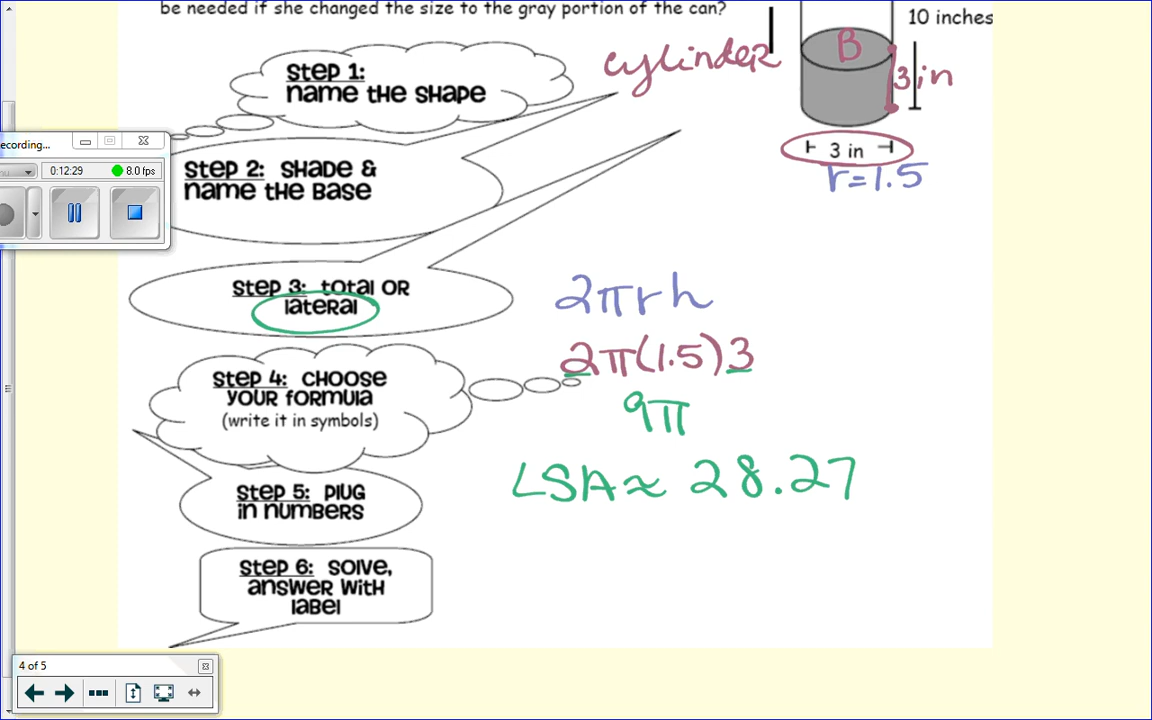 be needed if she changed the size to the gray portion of the can?
10 inches
cylinder
B
3 in
3 in
r=1.5
Step 1:
name the shape
ecording...
nu
0:12:29
8.0 fps
Step 2: Shade &
name the Base
Step 3: total OR
lateral
2πrh
2π(1.5)3
9π
LSA≈ 28.27
Step 4: Choose
your formula
(write it in symbols)
Step 5: Plug
in numbers
Step 6: Solve,
answer with
label
4 of 5